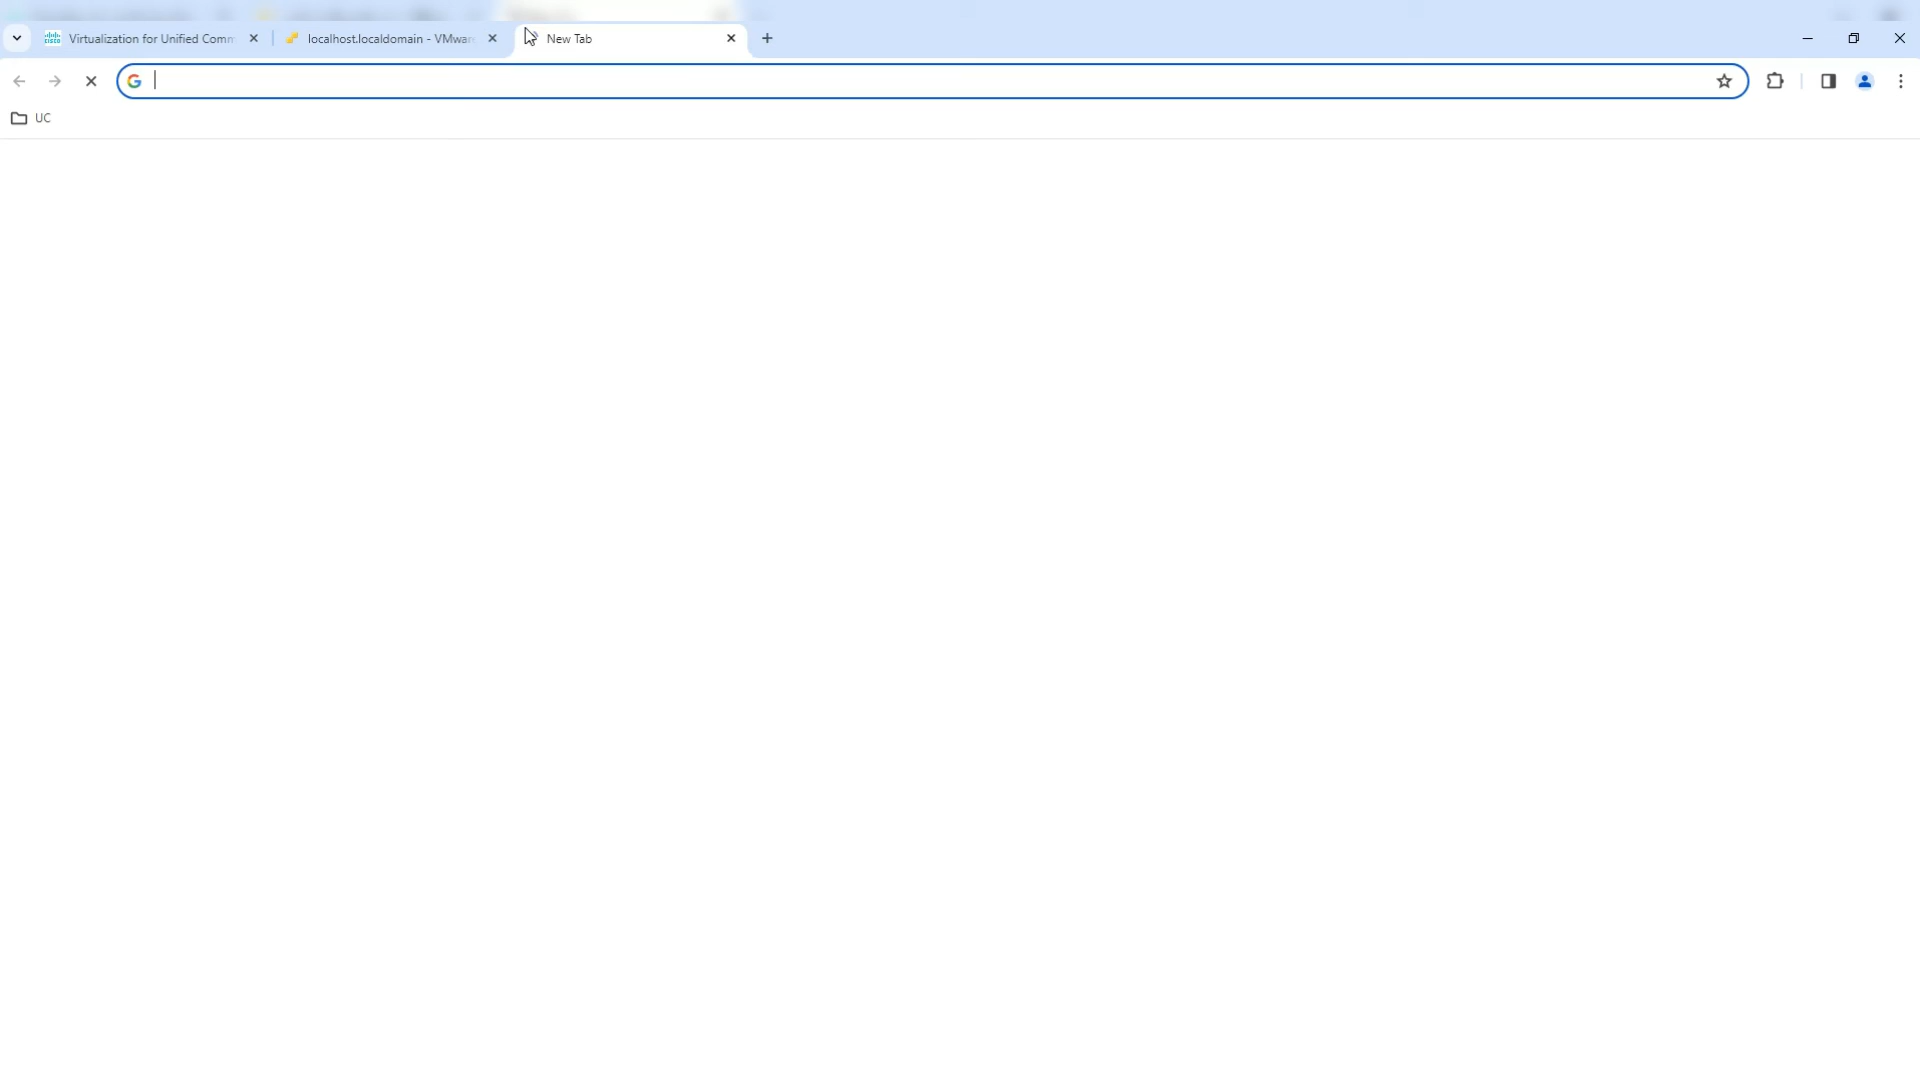 Virtualization for Unified Comm
localhost.localdomain - VMwar
New Tab
UC